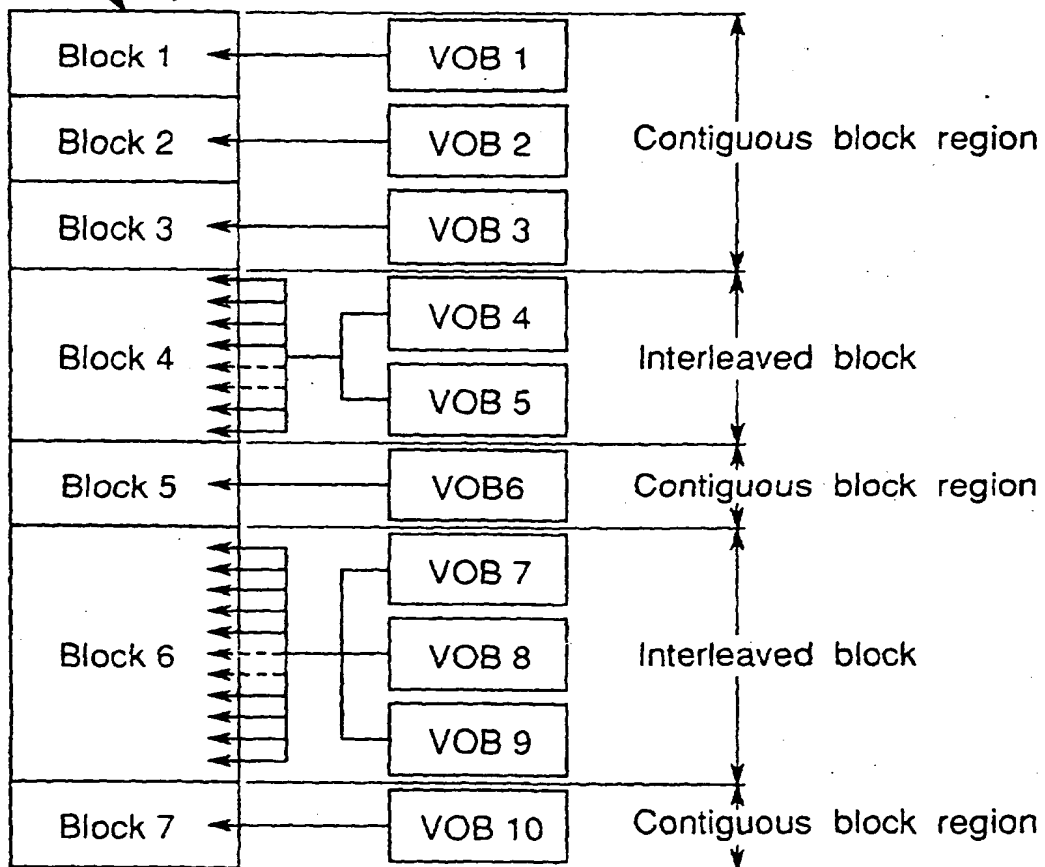 Block 1
VOB 1
Block 2
VOB 2
Contiguous block region
Block 3
VOB 3
VOB 4
Block 4
Interleaved block
VOB 5
Block 5
VOB6
Contiguous block region
VOB 7
Block 6
VOB 8
Interleaved block
VOB 9
Block 7
VOB 10
Contiguous block region